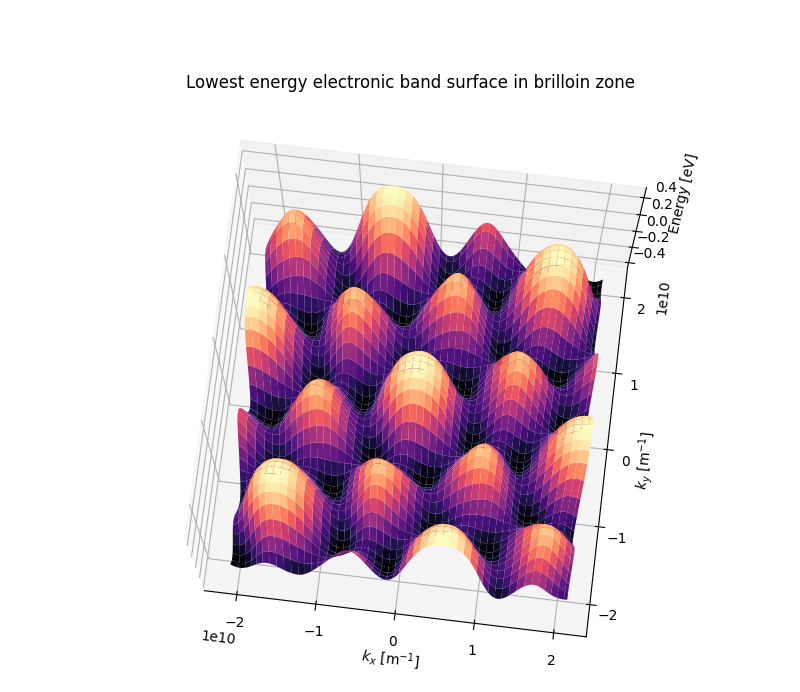 Lowest energy electronic band surface in brilloin zone
Energy [eV]
0.4
0.2
0.0
−0.2
−0.4
1e10
2
1
0
−1
−2
k_y [m⁻¹]
−2
−1
0
1
2
1e10
k_x [m⁻¹]